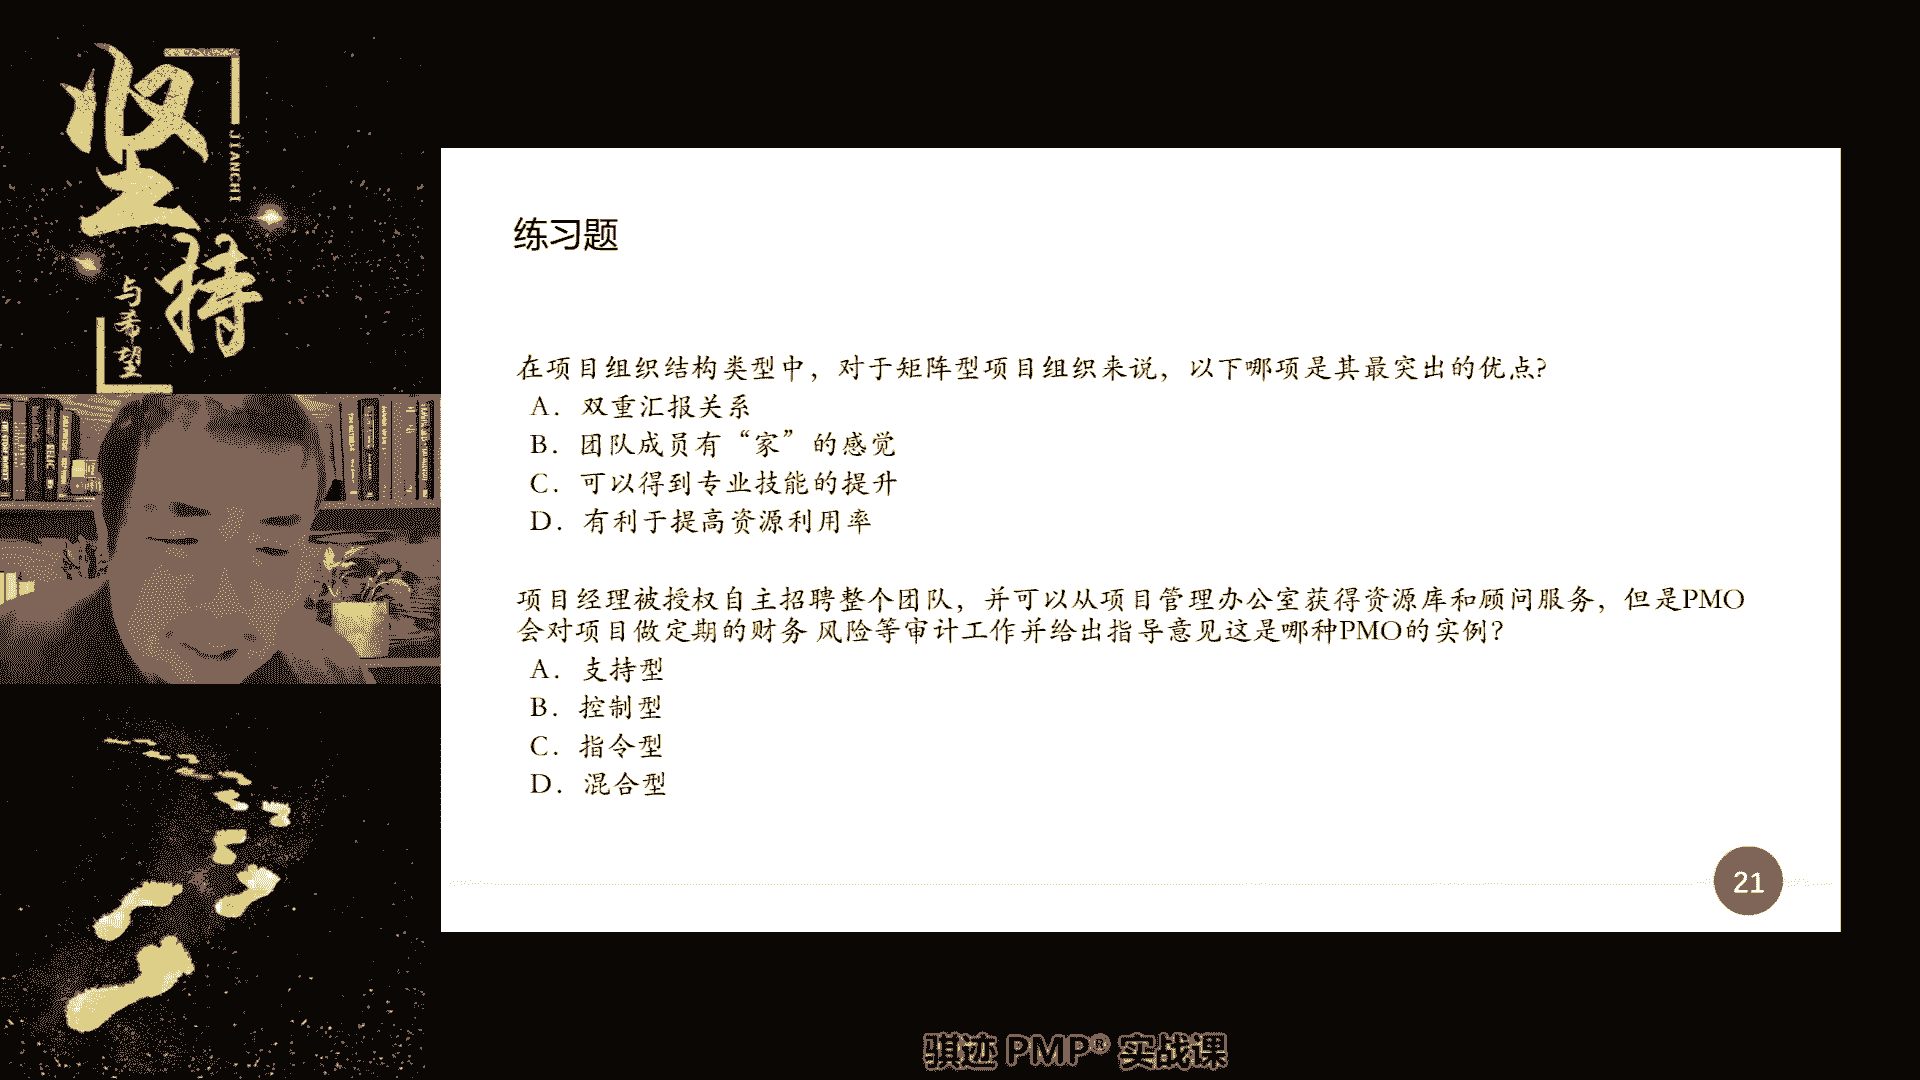 坚持
JIANCHI
与希望
练习题
在项目组织结构类型中，对于矩阵型项目组织来说，以下哪项是其最突出的优点?
A. 双重汇报关系
B. 团队成员有“家”的感觉
C. 可以得到专业技能的提升
D. 有利于提高资源利用率
项目经理被授权自主招聘整个团队，并可以从项目管理办公室获得资源库和顾问服务，但是PMO
会对项目做定期的财务 风险等审计工作并给出指导意见这是哪种PMO的实例?
A. 支持型
B. 控制型
C. 指令型
D. 混合型
21
骐迹 PMP® 实战课